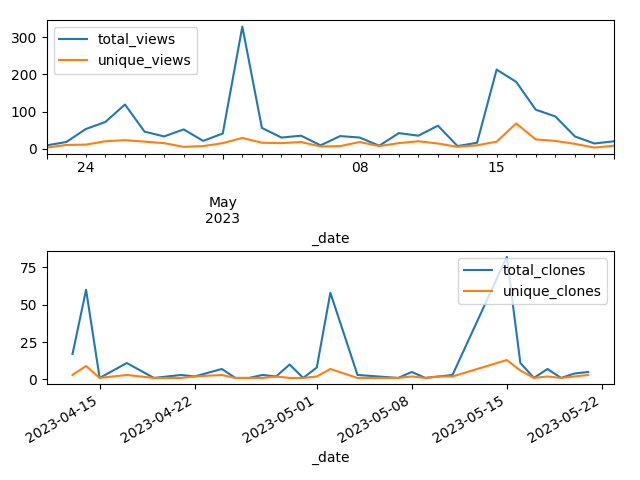 300
200
100
0
total_views
unique_views
24
08
15
May
2023
_date
75
50
25
0
total_clones
unique_clones
2023-04-15
2023-04-22
2023-05-01
2023-05-08
2023-05-15
2023-05-22
_date